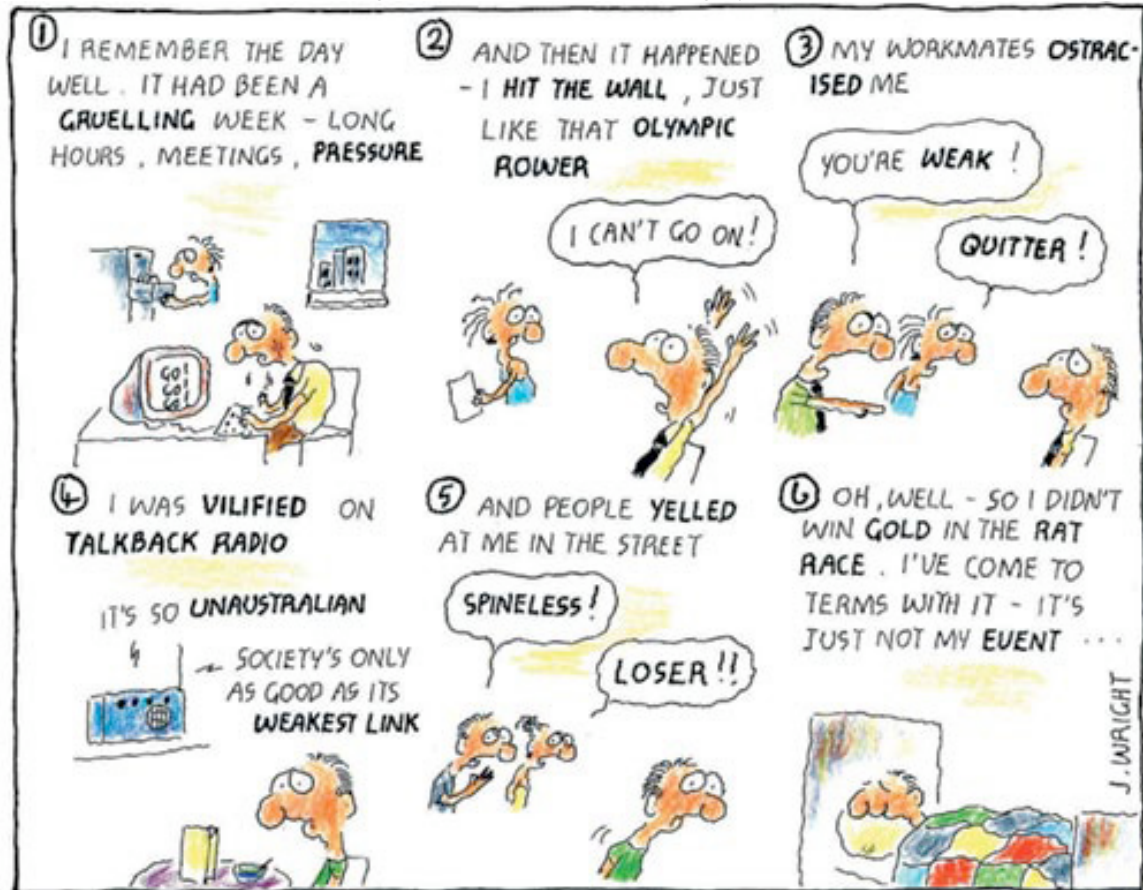 ① I REMEMBER THE DAY
WELL. IT HAD BEEN A
GRUELLING WEEK – LONG
HOURS, MEETINGS, PRESSURE
GO!
GO!
GO!
② AND THEN IT HAPPENED
– I HIT THE WALL, JUST
LIKE THAT OLYMPIC
ROWER
I CAN'T GO ON!
③ MY WORKMATES OSTRAC-
ISED ME
YOU'RE WEAK!
QUITTER!
④ I WAS VILIFIED ON
TALKBACK RADIO
IT'S SO UNAUSTRALIAN
SOCIETY'S ONLY
AS GOOD AS ITS
WEAKEST LINK
⑤ AND PEOPLE YELLED
AT ME IN THE STREET
SPINELESS!
LOSER!!
⑥ OH, WELL – SO I DIDN'T
WIN GOLD IN THE RAT
RACE. I'VE COME TO
TERMS WITH IT – IT'S
JUST NOT MY EVENT ...
J. WRIGHT